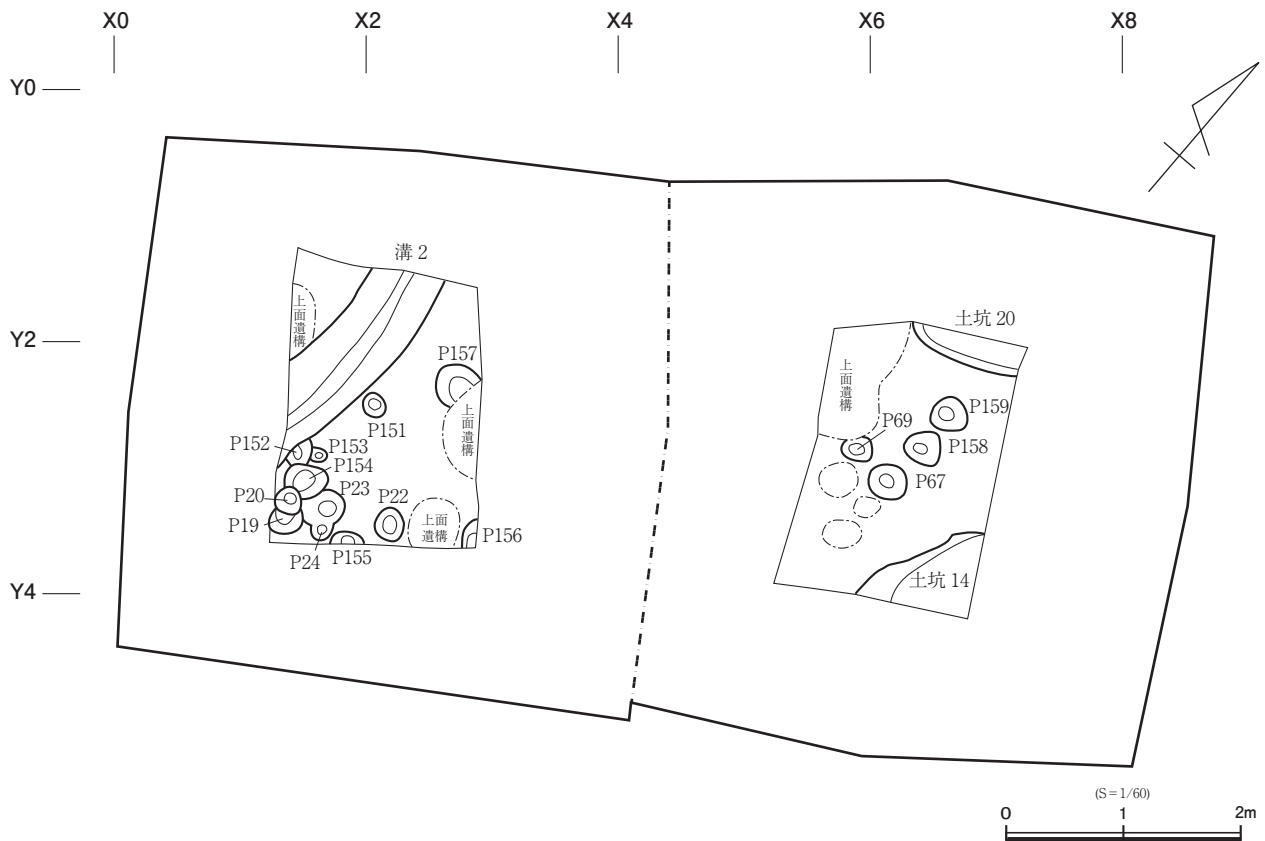 X0 X2 X4 X6 X8
Y0
溝 2
上面遺構
Y2
土坑 20
P157
上面遺構
P151
上面遺構
P159
P69
P152
P153
P158
P154
P67
P20
P23
P22
P19
上面
遺構
P156
P24
P155
土坑 14
Y4
(S=1/60)
0 1 2m